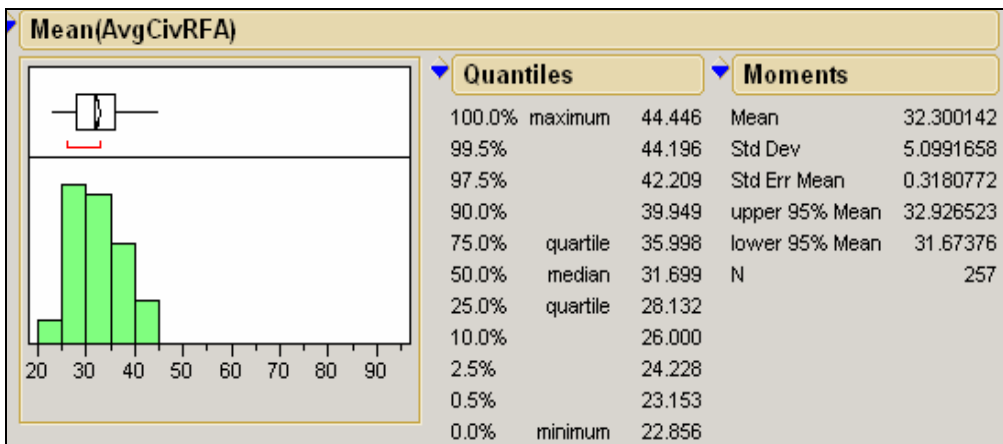 Mean(AvgCivRFA)
20 30 40 50 60 70 80 90
Quantiles
100.0% maximum 44.446
99.5% 44.196
97.5% 42.209
90.0% 39.949
75.0% quartile 35.998
50.0% median 31.699
25.0% quartile 28.132
10.0% 26.000
2.5% 24.228
0.5% 23.153
0.0% minimum 22.856
Moments
Mean 32.300142
Std Dev 5.0991658
Std Err Mean 0.3180772
upper 95% Mean 32.926523
lower 95% Mean 31.67376
N 257